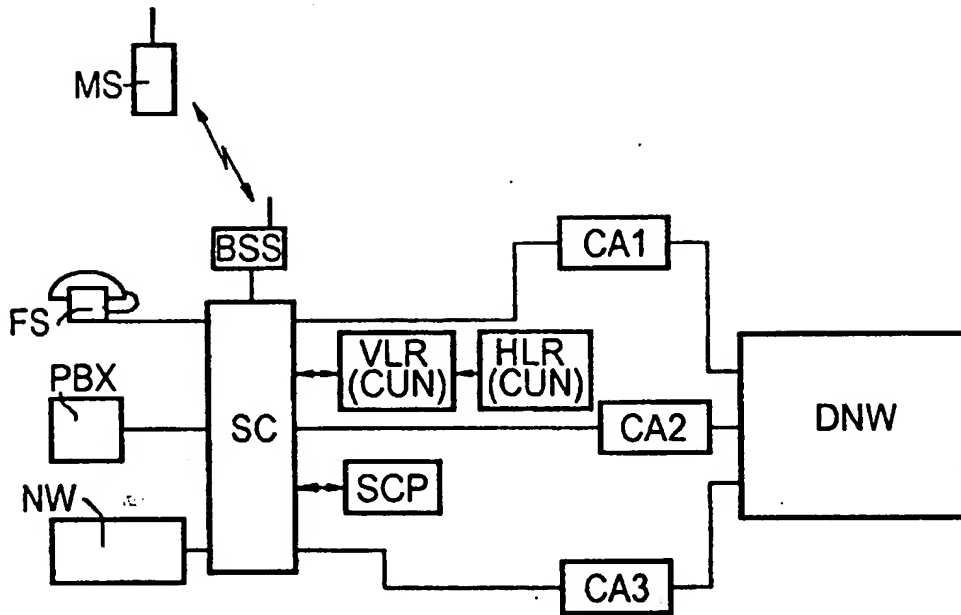 MS
BSS
CA1
FS
VLR
(CUN)
HLR
(CUN)
PBX
SC
CA2
DNW
SCP
NW
CA3